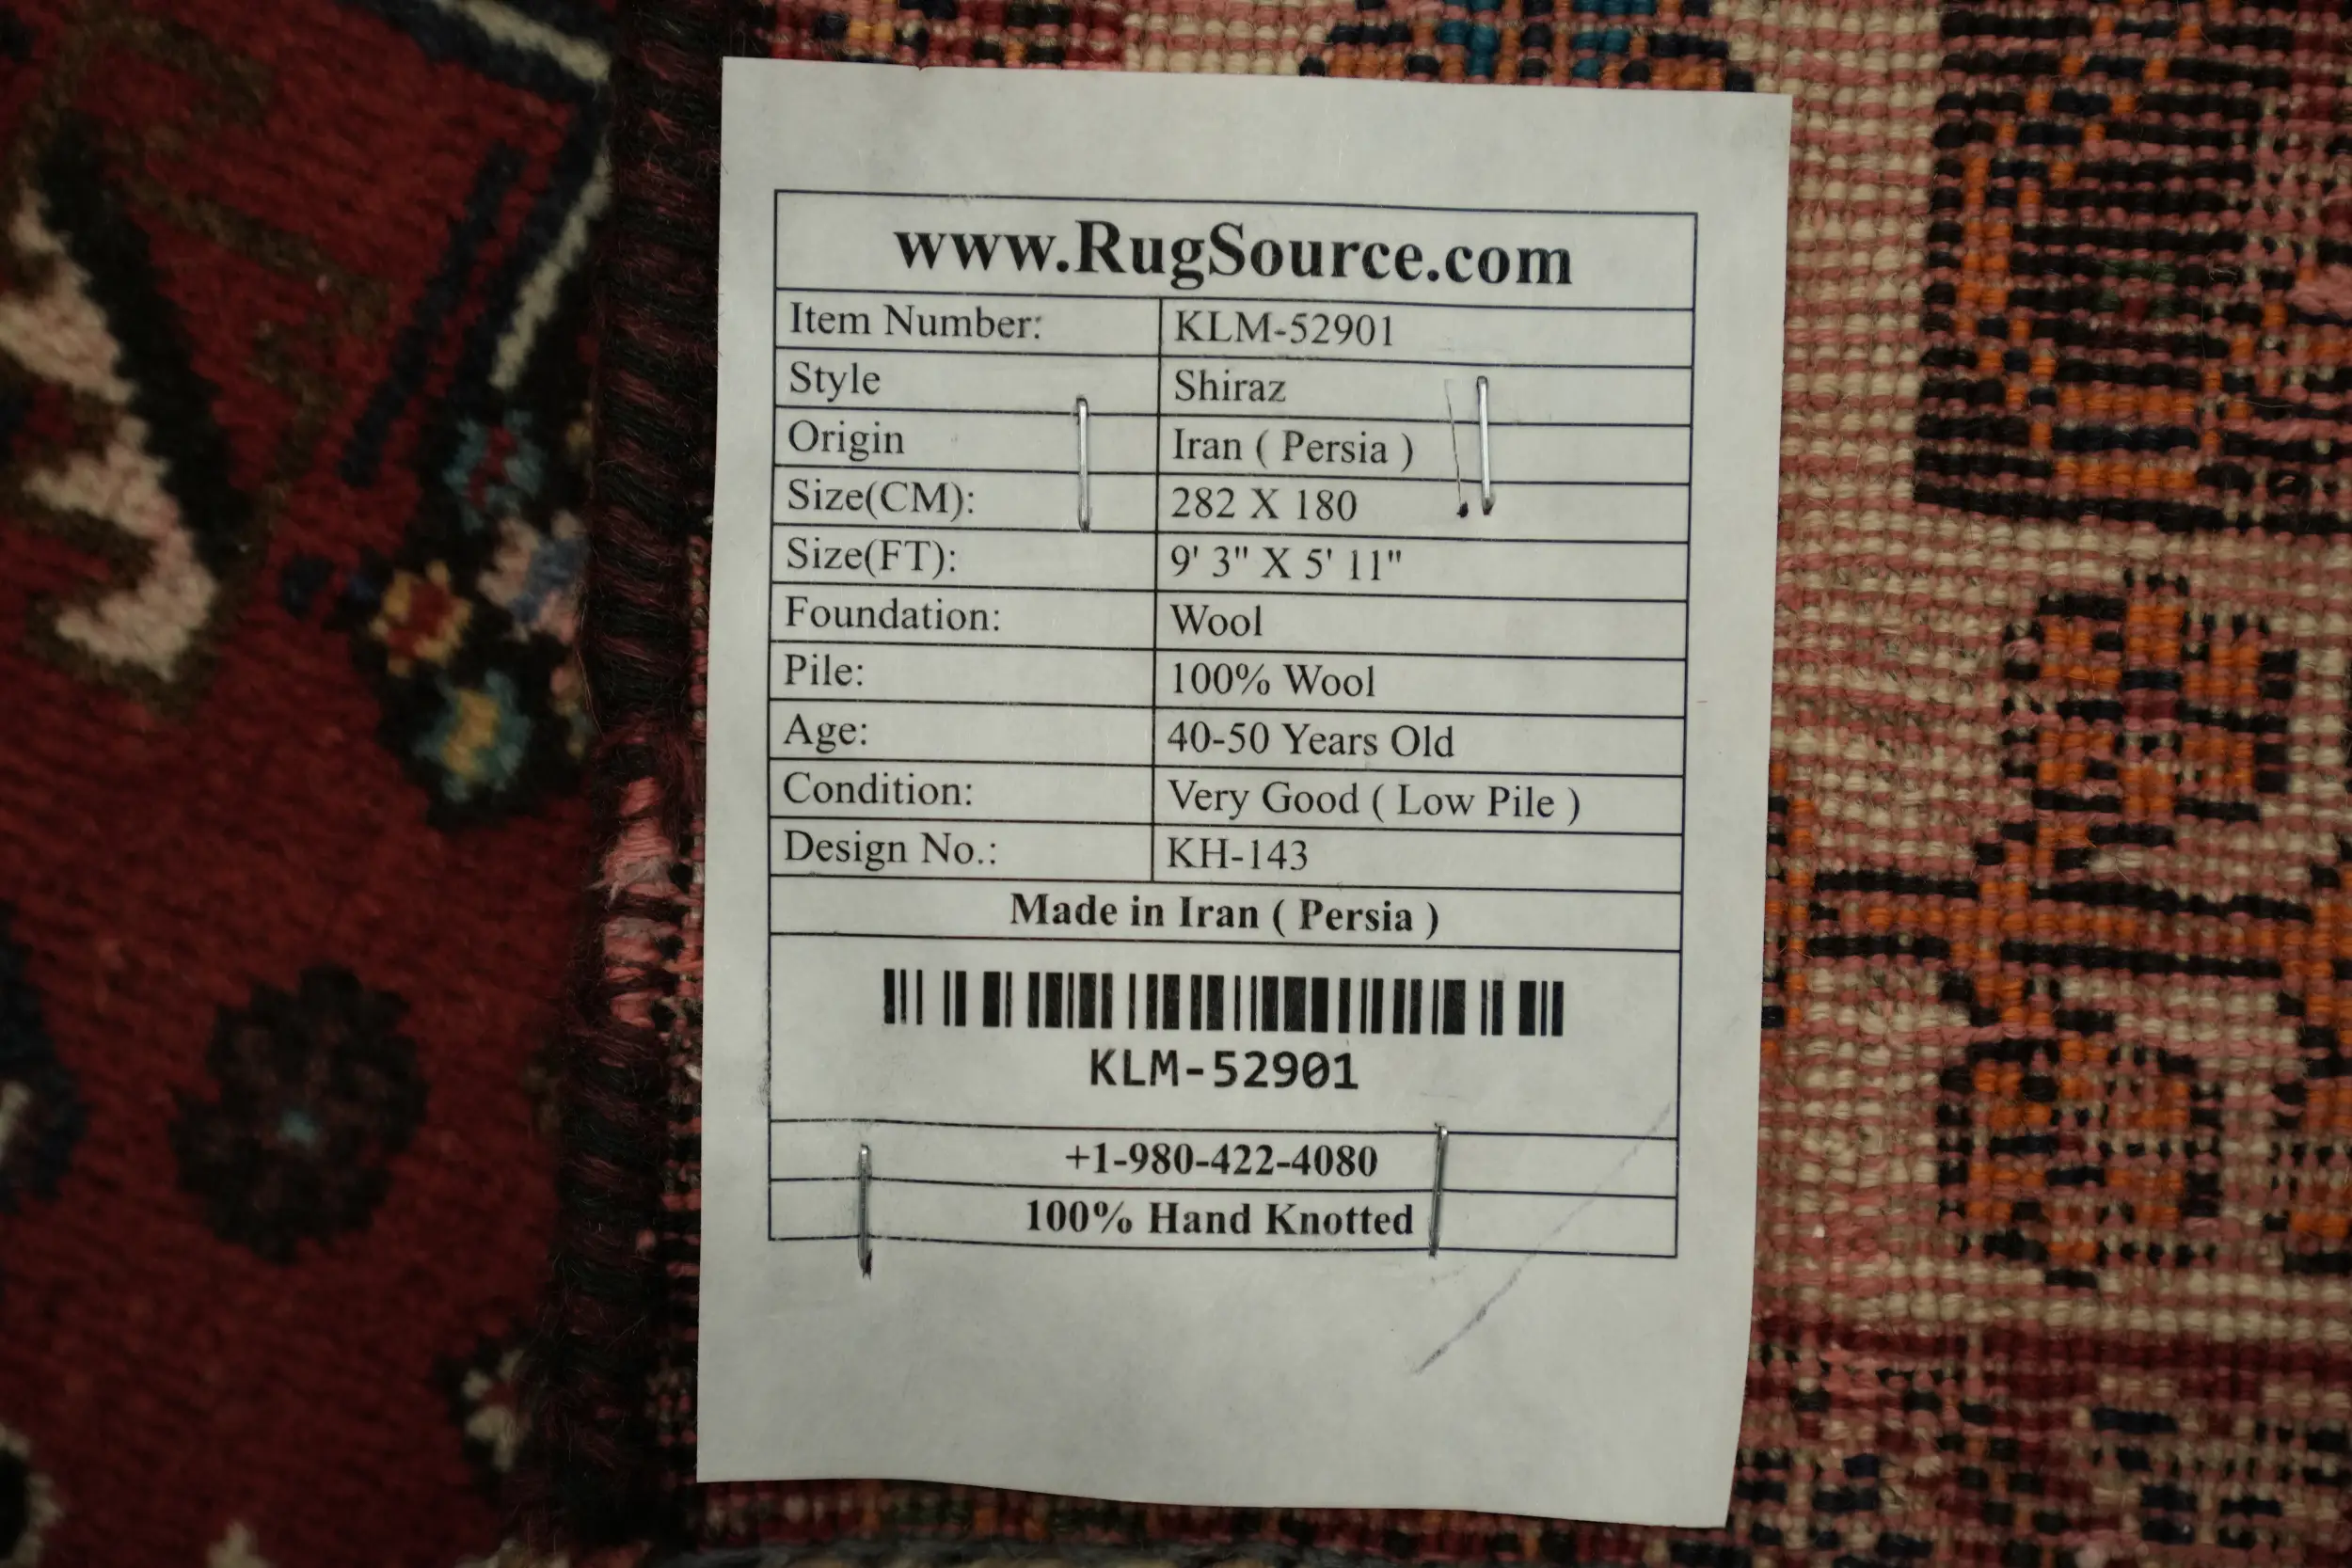 www.RugSource.com
Item Number: KLM-52901
Style Shiraz
Origin Iran ( Persia )
Size(CM): 282 X 180
Size(FT): 9' 3" X 5' 11"
Foundation: Wool
Pile: 100% Wool
Age: 40-50 Years Old
Condition: Very Good ( Low Pile )
Design No.: KH-143
Made in Iran ( Persia )
KLM-52901
+1-980-422-4080
100% Hand Knotted